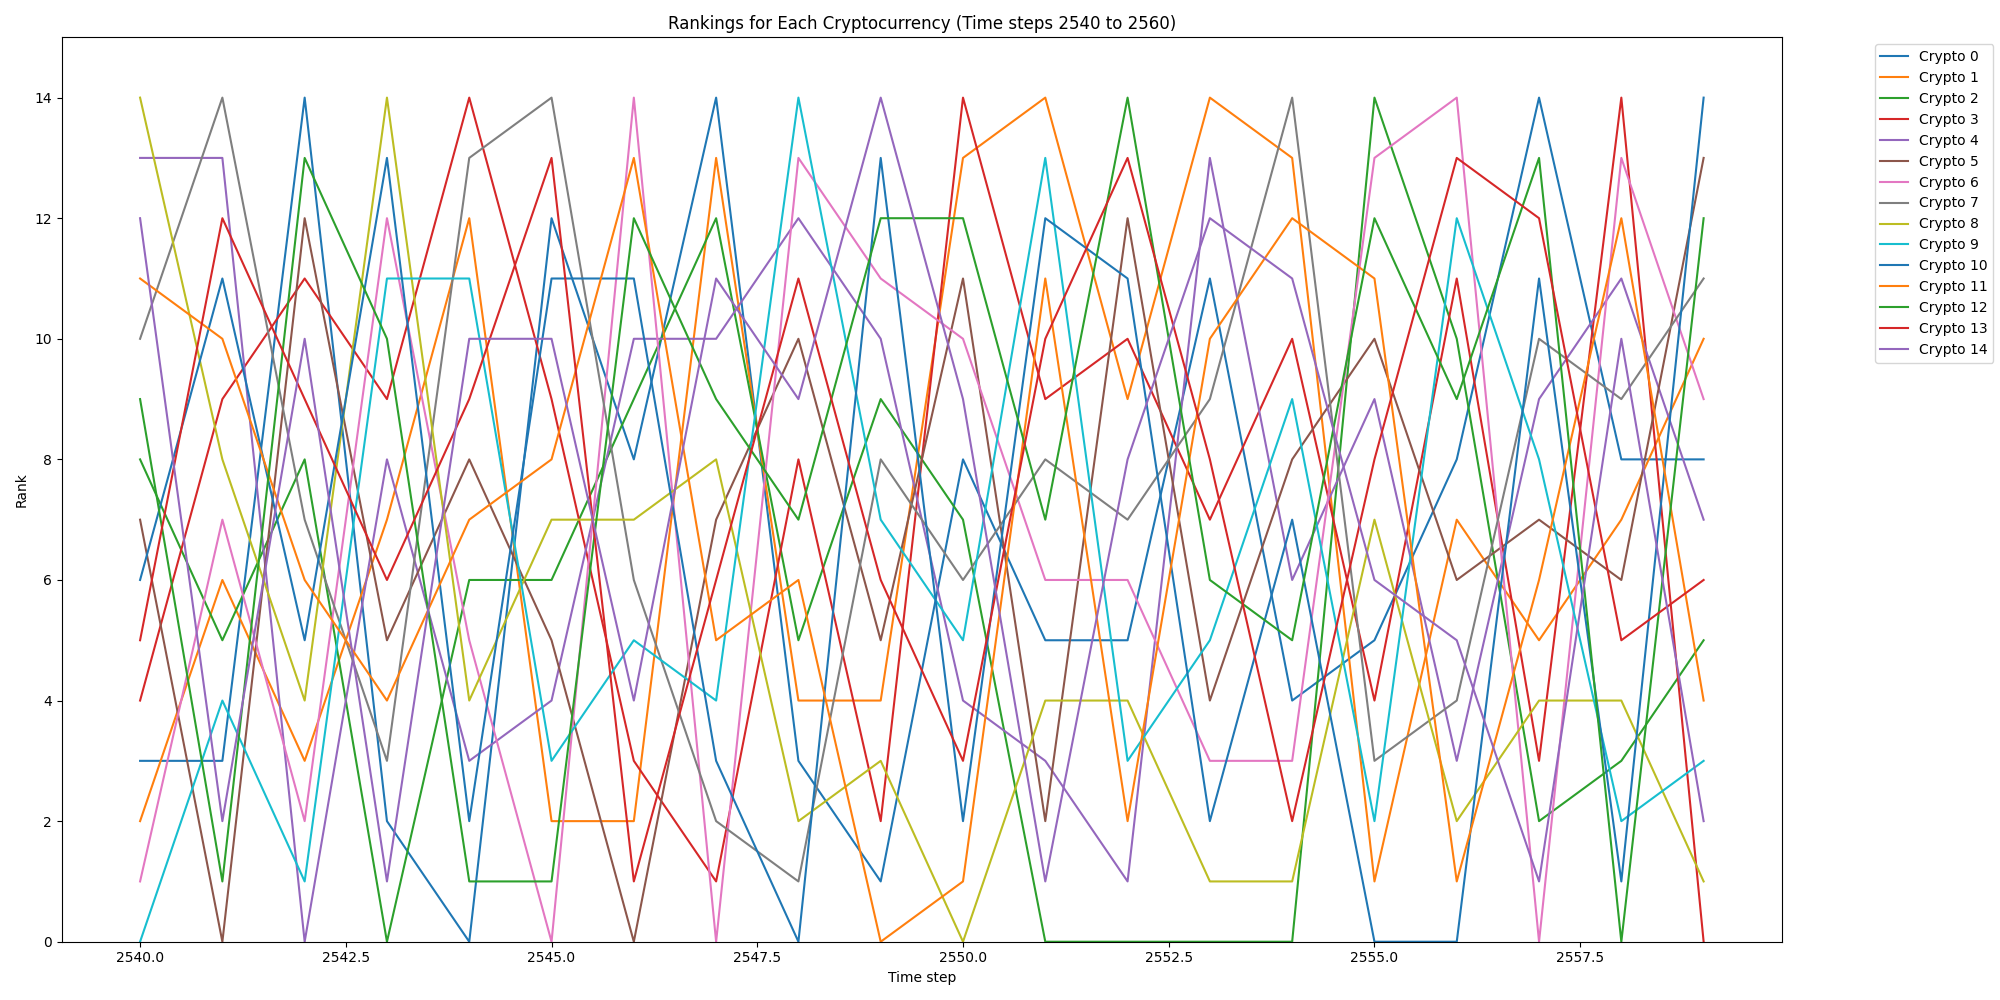 Rankings for Each Cryptocurrency (Time steps 2540 to 2560)
Crypto 0
Crypto 1
Crypto 2
Crypto 3
Crypto 4
Crypto 5
Crypto 6
Crypto 7
Crypto 8
Crypto 9
Crypto 10
Crypto 11
Crypto 12
Crypto 13
Crypto 14
14
12
10
8
6
4
2
0
Rank
2540.0 2542.5 2545.0 2547.5 2550.0 2552.5 2555.0 2557.5
Time step